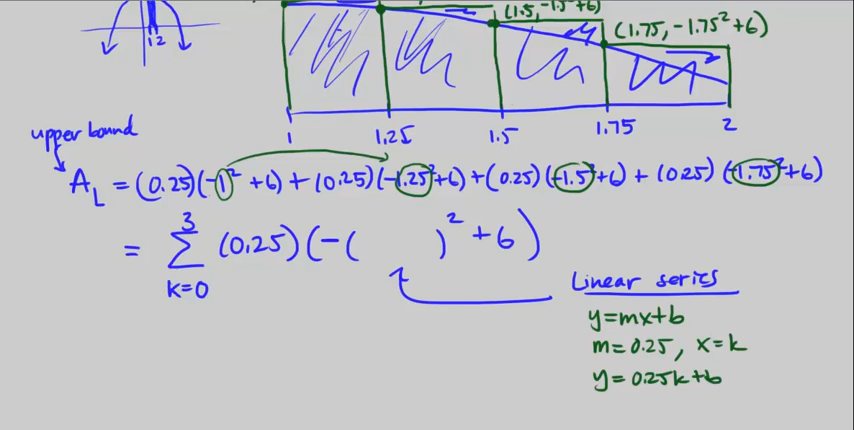 (1.5, -1.5²+6)
(1.75, -1.75²+6)
1 2
1 1.25 1.5 1.75 2
upper bound
A_L = (0.25)(-1² +6) + (0.25)(-1.25²+6) + (0.25)(-1.5²+6) + (0.25) (-1.75²+6)
3
= Σ (0.25)(-( )² +6)
k=0
Linear series
y=mx+b
m=0.25, x=k
y=0.25k+b